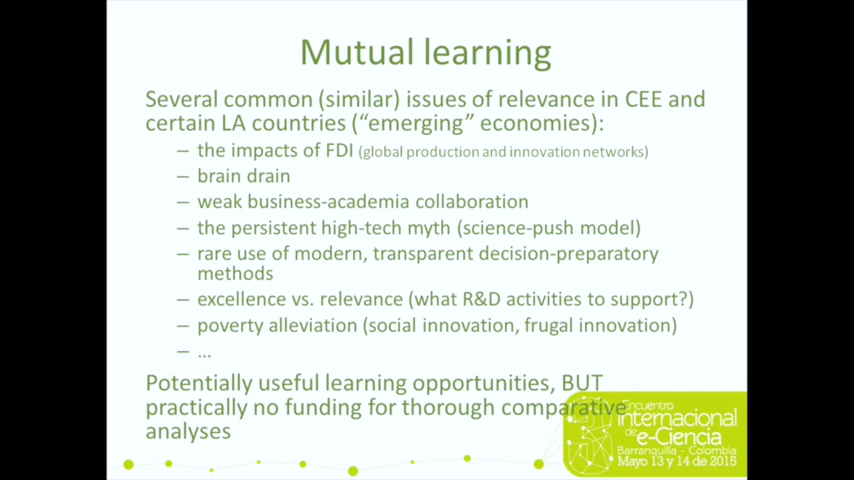 Mutual learning
Several common (similar) issues of relevance in CEE and
certain LA countries (“emerging” economies):
– the impacts of FDI (global production and innovation networks)
– brain drain
– weak business-academia collaboration
– the persistent high-tech myth (science-push model)
– rare use of modern, transparent decision-preparatory
methods
– excellence vs. relevance (what R&D activities to support?)
– poverty alleviation (social innovation, frugal innovation)
– ...
Potentially useful learning opportunities, BUT
practically no funding for thorough comparative
analyses
Encuentro
internacional
de e-Ciencia
Barranquilla - Colombia
Mayo 13 y 14 de 2015